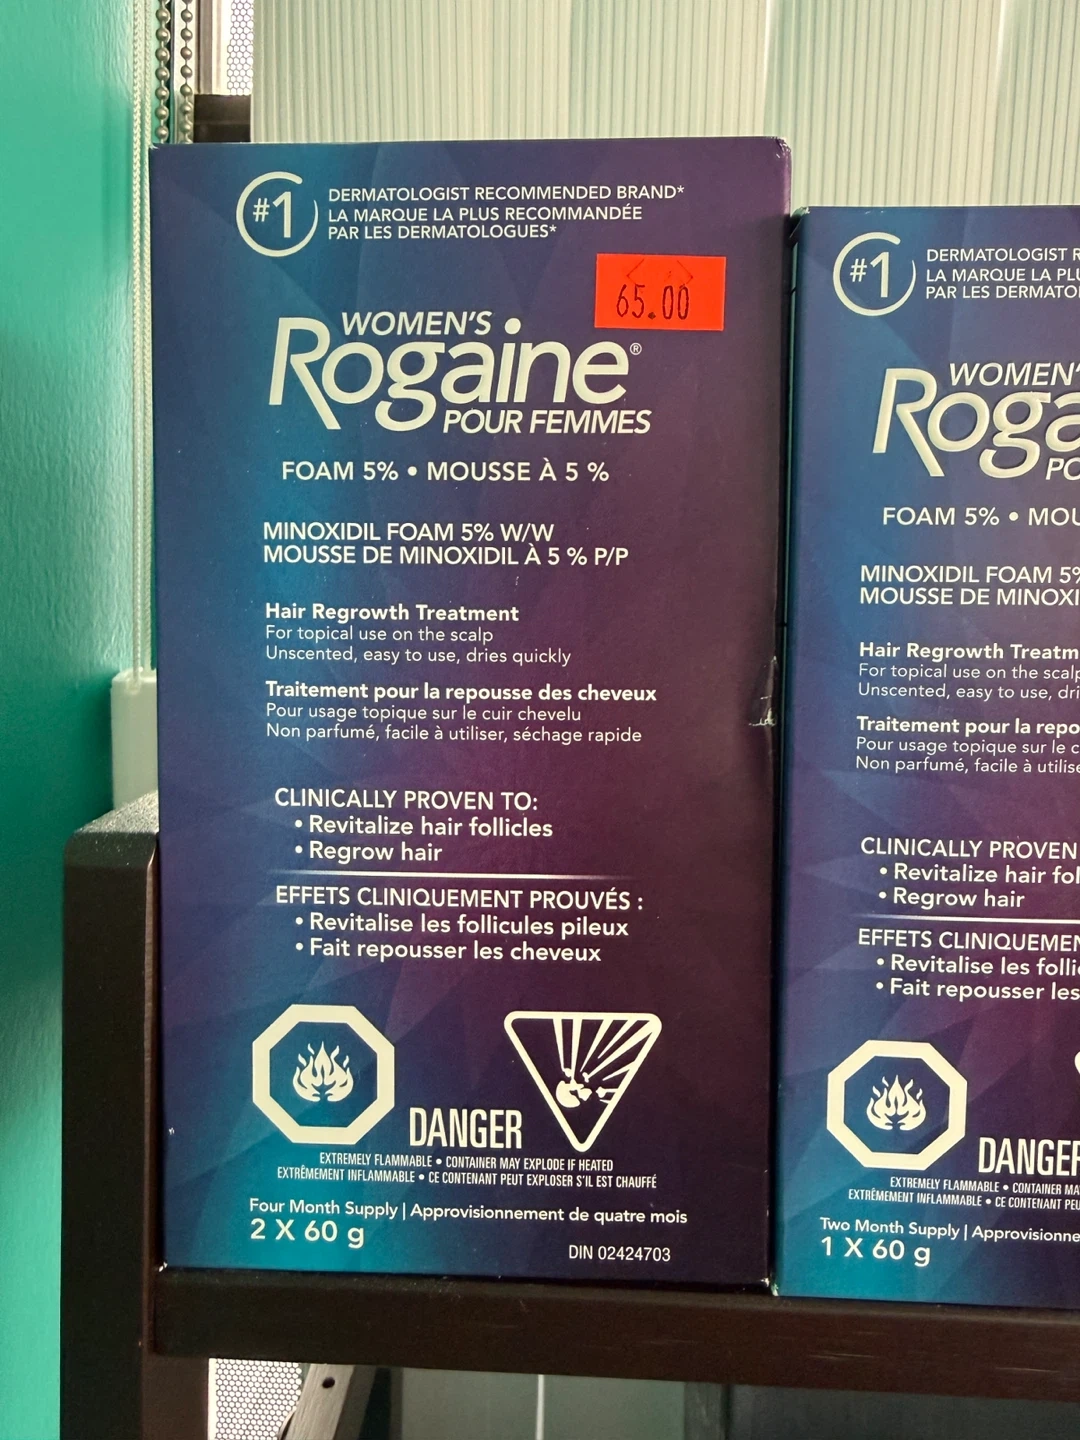 #1
DERMATOLOGIST RECOMMENDED BRAND*
LA MARQUE LA PLUS RECOMMANDÉE
PAR LES DERMATOLOGUES*
65.00
WOMEN'S
Rogaine®
POUR FEMMES
FOAM 5% • MOUSSE À 5 %
MINOXIDIL FOAM 5% W/W
MOUSSE DE MINOXIDIL À 5 % P/P
Hair Regrowth Treatment
For topical use on the scalp
Unscented, easy to use, dries quickly
Traitement pour la repousse des cheveux
Pour usage topique sur le cuir chevelu
Non parfumé, facile à utiliser, séchage rapide
CLINICALLY PROVEN TO:
• Revitalize hair follicles
• Regrow hair
EFFETS CLINIQUEMENT PROUVÉS :
• Revitalise les follicules pileux
• Fait repousser les cheveux
DANGER
EXTREMELY FLAMMABLE • CONTAINER MAY EXPLODE IF HEATED
EXTRÊMEMENT INFLAMMABLE • CE CONTENANT PEUT EXPLOSER S'IL EST CHAUFFÉ
Four Month Supply | Approvisionnement de quatre mois
2 X 60 g
DIN 02424703
#1
DERMATOLOGIST
LA MARQUE LA
PAR LES
WOMEN'
Roga
FOAM 5% •
MINOXIDIL FOAM 5%
MOUSSE DE
Hair Regrowth
For topical use on the
Unscented, easy to use,
Traitement pour la
Pour usage topique sur le
Non parfumé, facile à
CLINICALLY PROVEN
• Revitalize hair
• Regrow hair
EFFETS
• Revitalise les
• Fait repousser les
DANGER
EXTREMELY FLAMMABLE • CONTAINER
EXTRÊMEMENT INFLAMMABLE • CE CONTENANT
Two Month Supply |
1 X 60 g